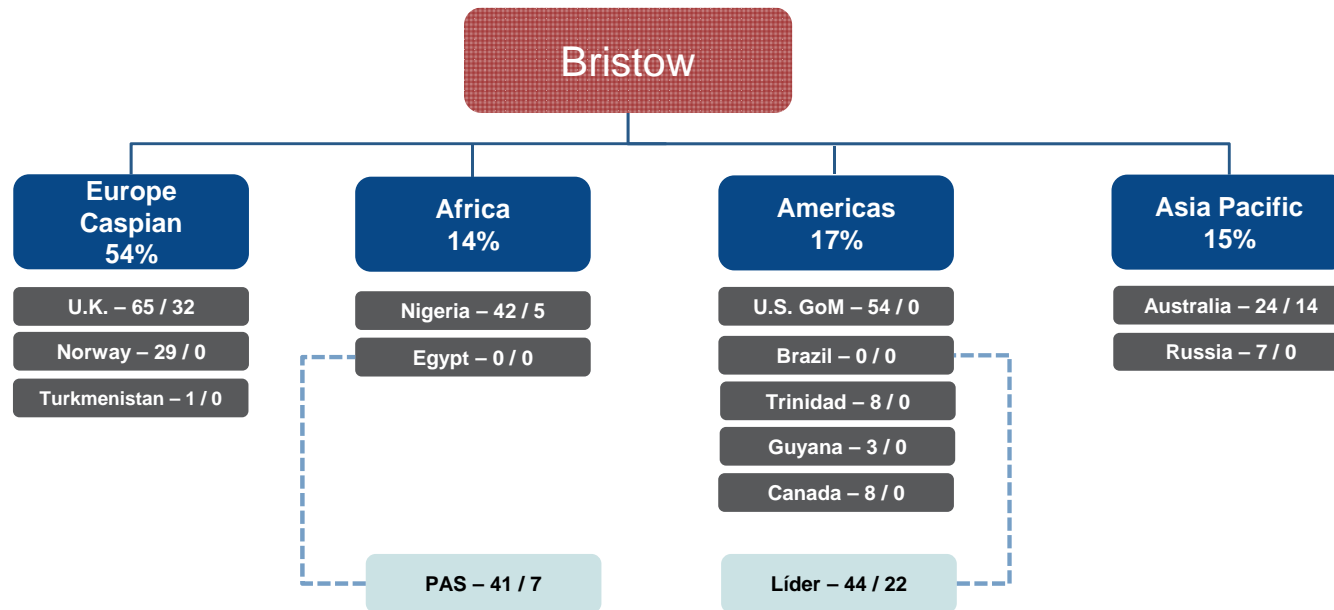 Bristow
Europe
Caspian
54%
U.K. – 65 / 32
Norway – 29 / 0
Turkmenistan – 1 / 0
Africa
14%
Nigeria – 42 / 5
Egypt – 0 / 0
PAS – 41 / 7
Americas
17%
U.S. GoM – 54 / 0
Brazil – 0 / 0
Trinidad – 8 / 0
Guyana – 3 / 0
Canada – 8 / 0
Líder – 44 / 22
Asia Pacific
15%
Australia – 24 / 14
Russia – 7 / 0